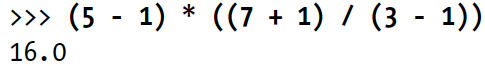 >>> (5 - 1) * ((7 + 1) / (3 - 1))
16.0